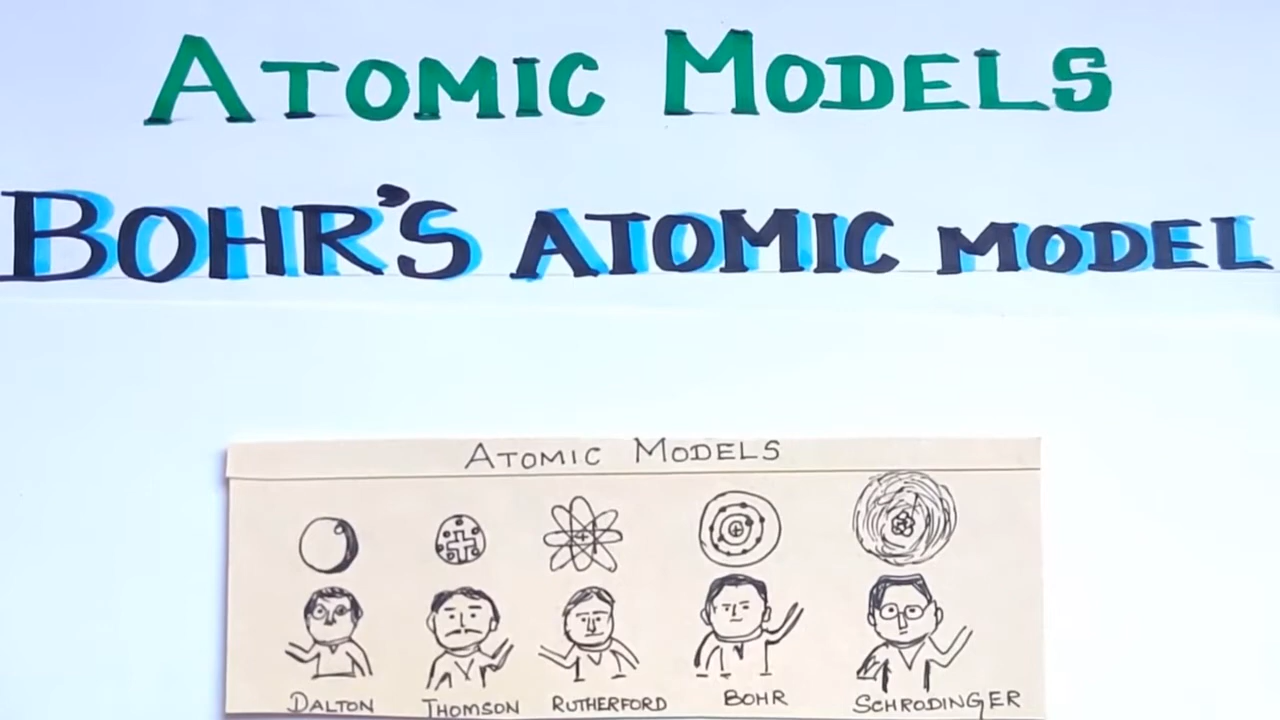 ATOMIC MODELS
BOHR'S ATOMIC MODEL
ATOMIC MODELS
DALTON THOMSON RUTHERFORD BOHR SCHRODINGER